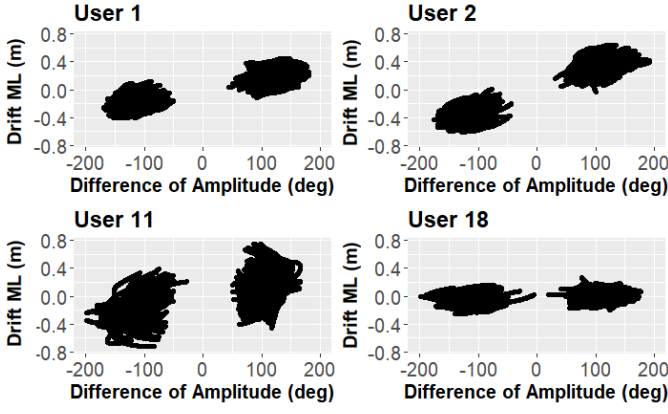 User 1
0.8
0.4
0.0
-0.4
-0.8
Drift ML (m)
-200 -100 0 100 200
Difference of Amplitude (deg)
User 2
0.8
0.4
0.0
-0.4
-0.8
Drift ML (m)
-200 -100 0 100 200
Difference of Amplitude (deg)
User 11
0.8
0.4
0.0
-0.4
-0.8
Drift ML (m)
-200 -100 0 100 200
Difference of Amplitude (deg)
User 18
0.8
0.4
0.0
-0.4
-0.8
Drift ML (m)
-200 -100 0 100 200
Difference of Amplitude (deg)